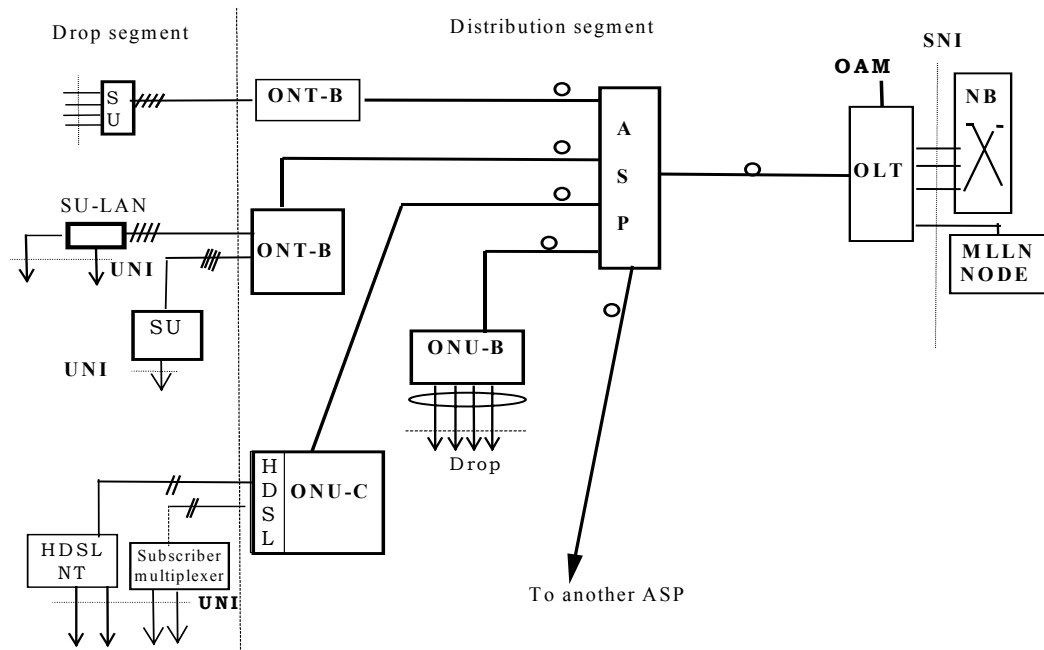 Drop segment
Distribution segment
SNI
OAM
NB
S
U
ONT-B
A
S
P
OLT
SU-LAN
ONT-B
UNI
MLLN
NODE
SU
UNI
ONU-B
Drop
H
D
S
L
ONU-C
HDSL
NT
Subscriber
multiplexer
UNI
To another ASP